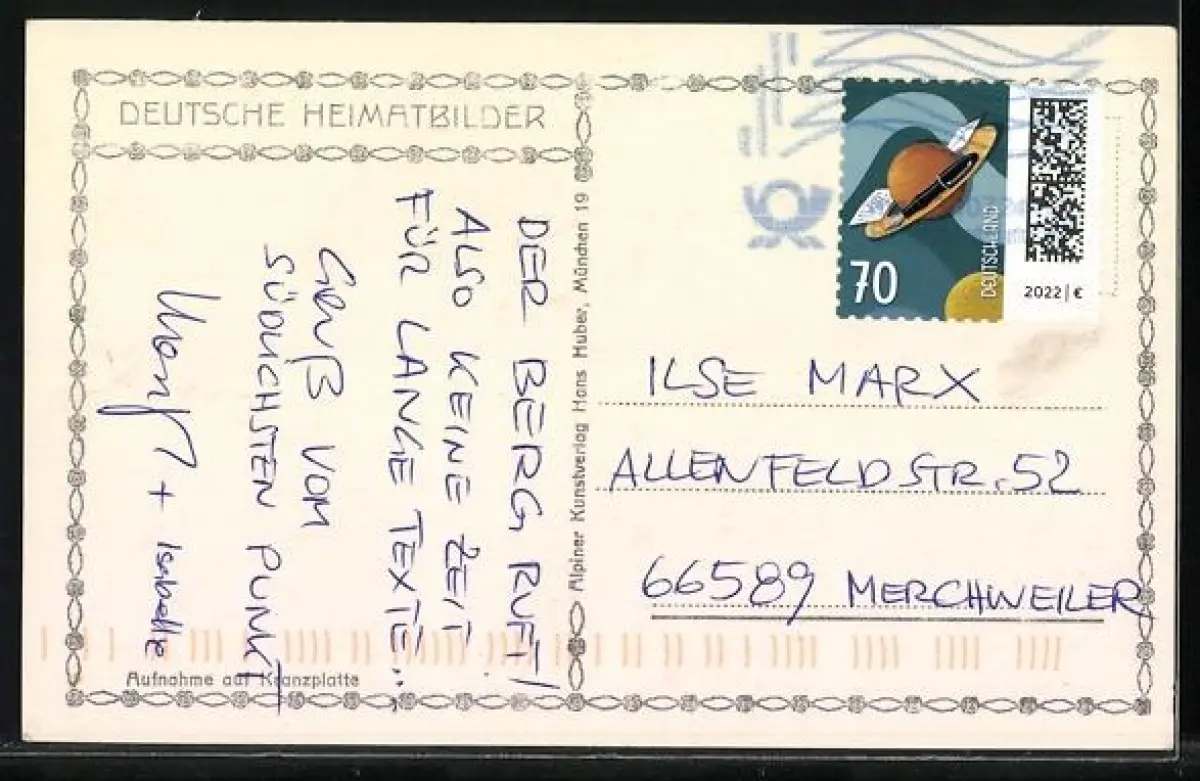 DEUTSCHE HEIMATBILDER
DER BERG RUFT!
ALSO KEINE ZEIT
FÜR LANGE TEXTE..
GRUẞ VOM
SÜDLICHSTEN PUNKT
+ Isabelle
Aufnahme auf Kranzplatte
Alpiner Kunstverlag Hans Huber, München 19
70
DEUTSCHLAND
2022 | €
ILSE MARX
ALLENFELDSTR. 52
66589 MERCHWEILER